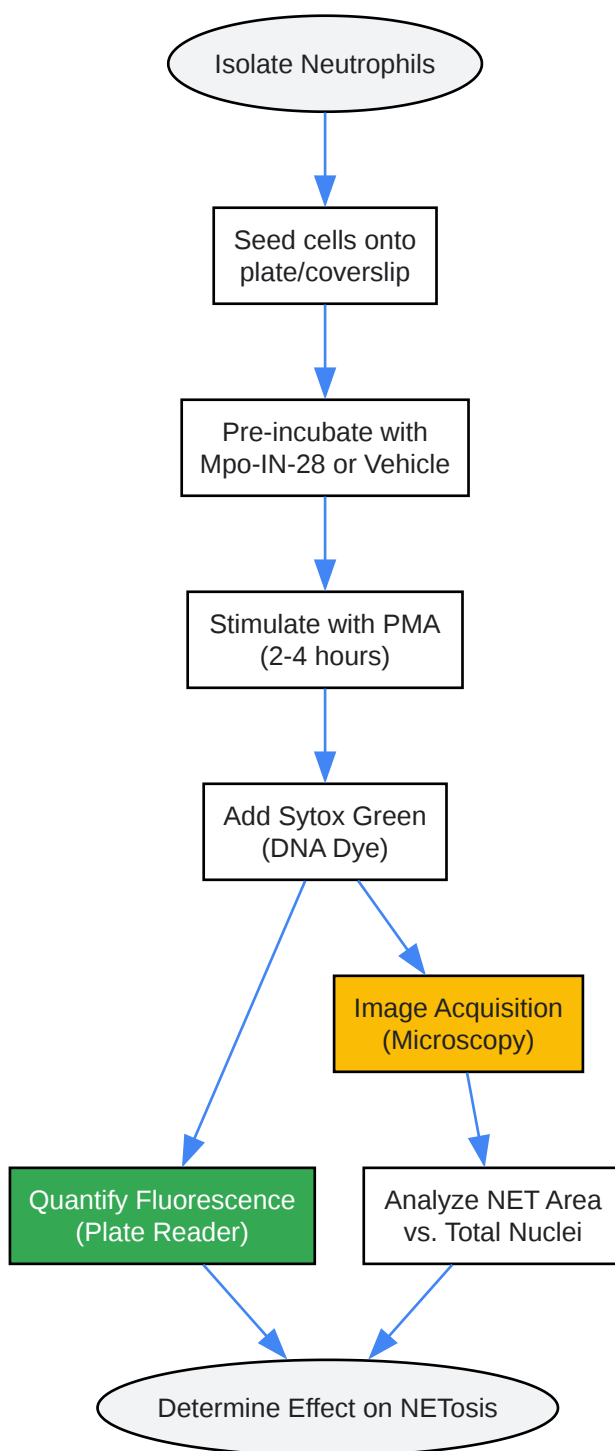 Isolate Neutrophils
Seed cells onto
plate/coverslip
Pre-incubate with
Mpo-IN-28 or Vehicle
Stimulate with PMA
(2-4 hours)
Add Sytox Green
(DNA Dye)
Image Acquisition
(Microscopy)
Quantify Fluorescence
(Plate Reader)
Analyze NET Area
vs. Total Nuclei
Determine Effect on NETosis